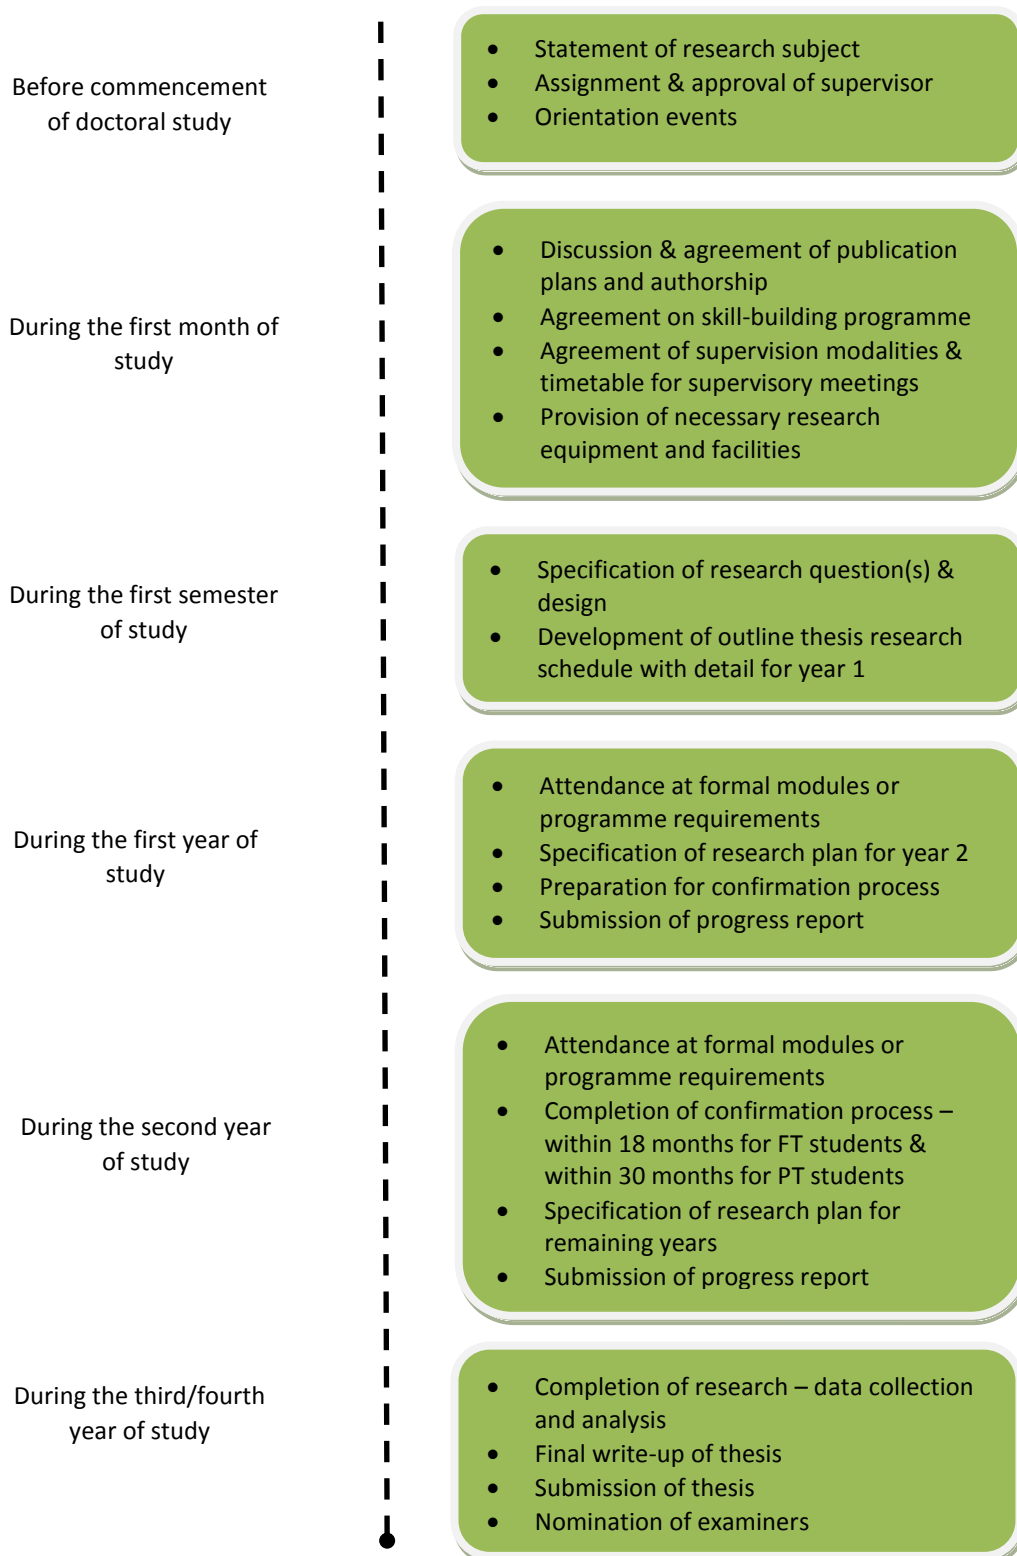 Before commencement
of doctoral study
• Statement of research subject
• Assignment & approval of supervisor
• Orientation events
During the first month of
study
• Discussion & agreement of publication
plans and authorship
• Agreement on skill-building programme
• Agreement of supervision modalities &
timetable for supervisory meetings
• Provision of necessary research
equipment and facilities
During the first semester
of study
• Specification of research question(s) &
design
• Development of outline thesis research
schedule with detail for year 1
During the first year of
study
• Attendance at formal modules or
programme requirements
• Specification of research plan for year 2
• Preparation for confirmation process
• Submission of progress report
During the second year
of study
• Attendance at formal modules or
programme requirements
• Completion of confirmation process –
within 18 months for FT students &
within 30 months for PT students
• Specification of research plan for
remaining years
• Submission of progress report
During the third/fourth
year of study
• Completion of research – data collection
and analysis
• Final write-up of thesis
• Submission of thesis
• Nomination of examiners